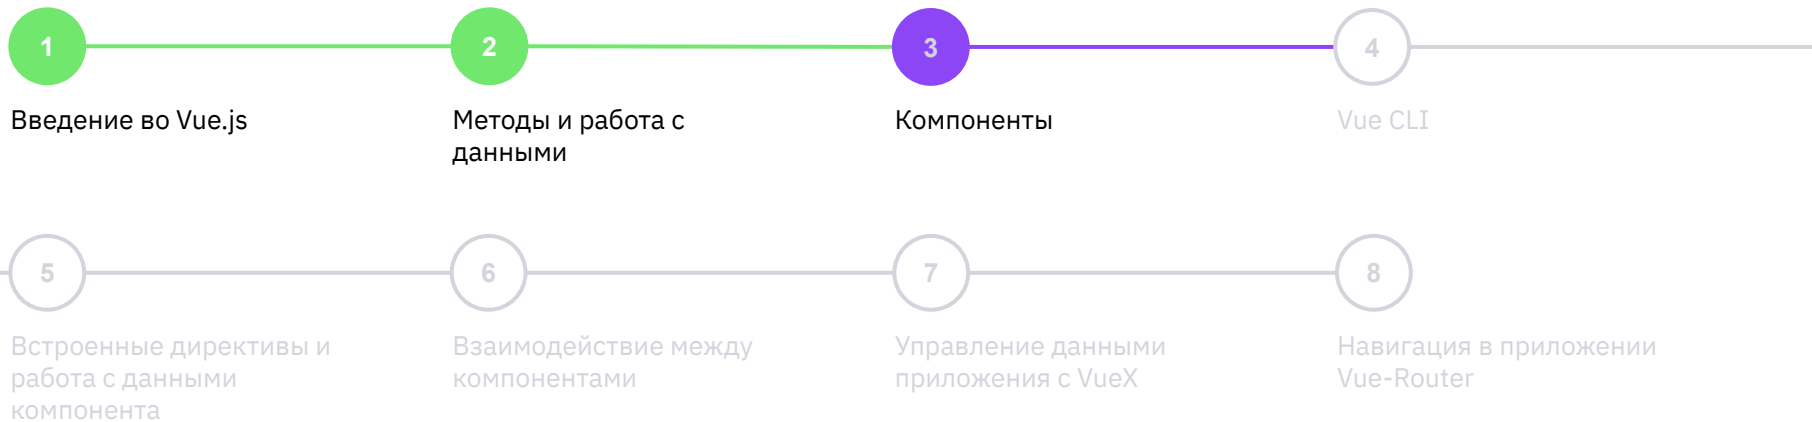 1
2
3
4
Введение во Vue.js
Методы и работа с
данными
Компоненты
Vue CLI
5
6
7
8
Встроенные директивы и
работа с данными
компонента
Взаимодействие между
компонентами
Управление данными
приложения с VueX
Навигация в приложении
Vue-Router